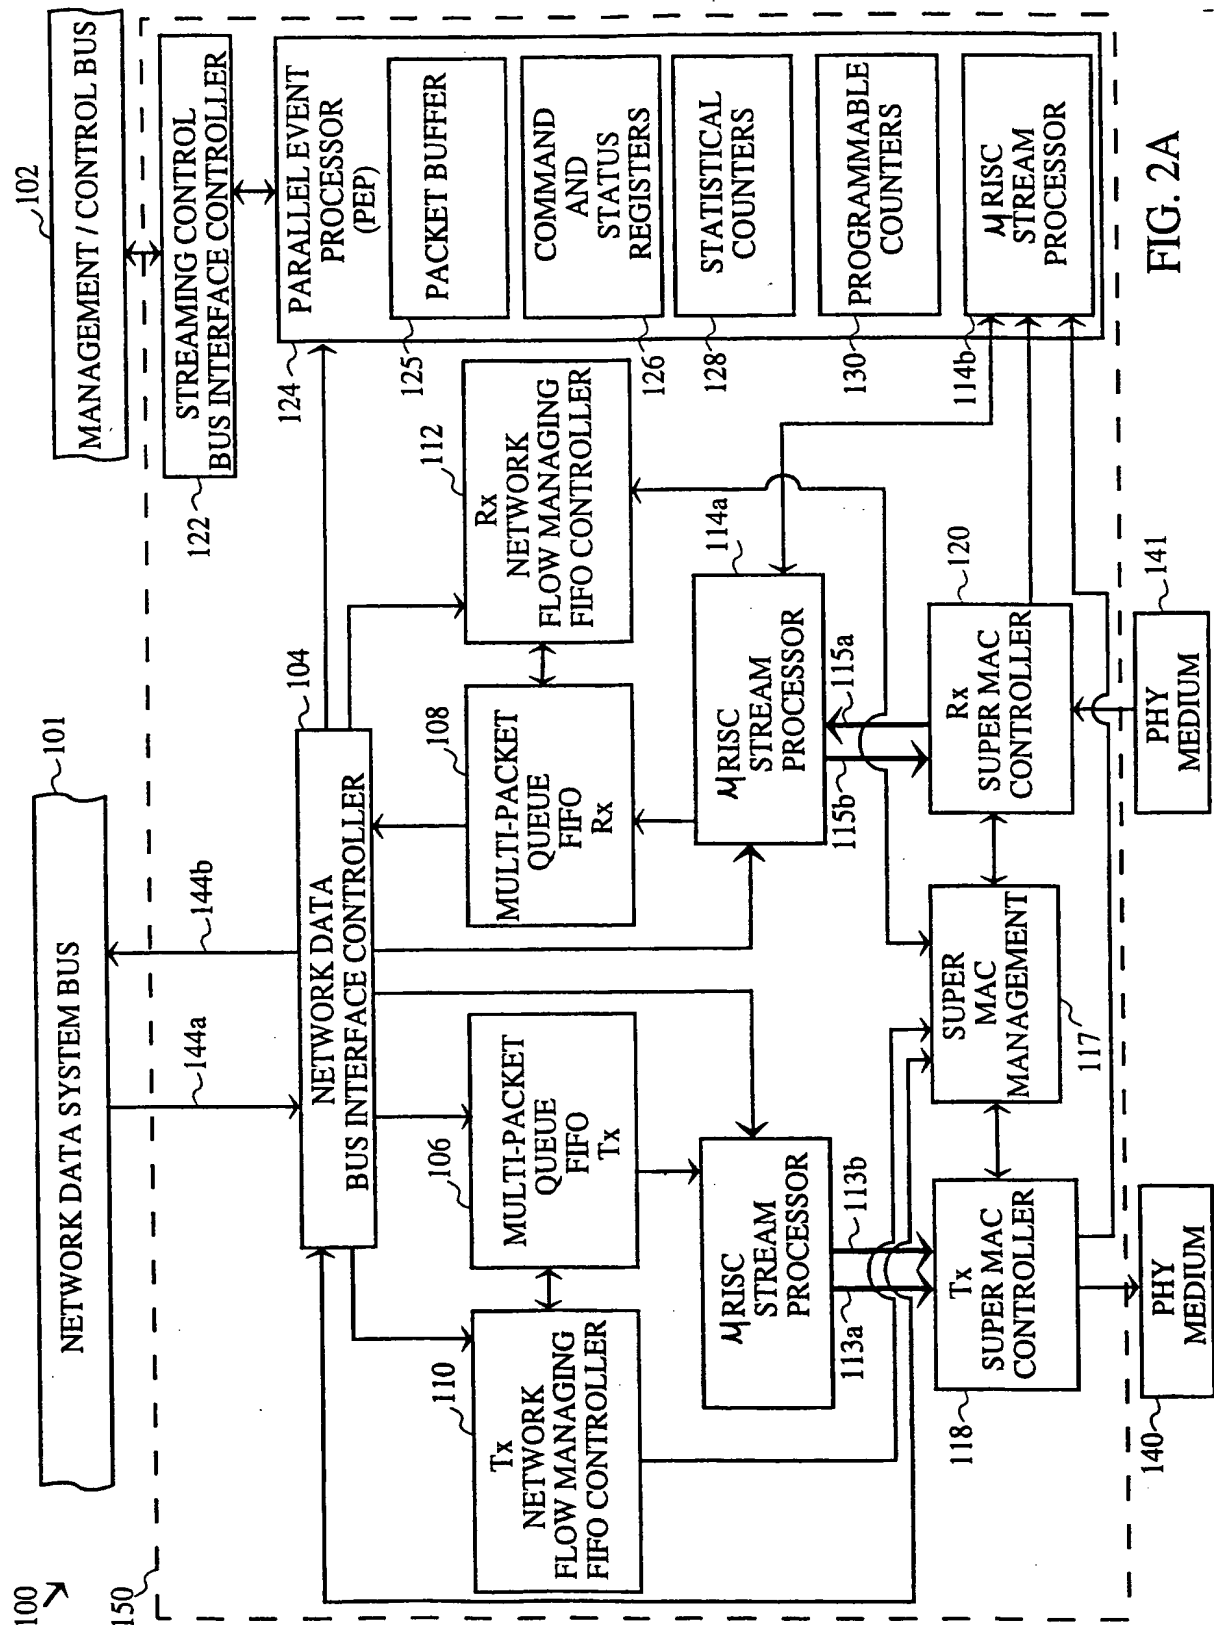 100
150
NETWORK DATA SYSTEM BUS
101
MANAGEMENT / CONTROL BUS
102
144a
144b
122
STREAMING CONTROL
BUS INTERFACE CONTROLLER
NETWORK DATA
BUS INTERFACE CONTROLLER
104
124
PARALLEL EVENT
PROCESSOR
(PEP)
125
PACKET BUFFER
126
COMMAND
AND
STATUS
REGISTERS
128
STATISTICAL
COUNTERS
130
PROGRAMMABLE
COUNTERS
114b
μRISC
STREAM
PROCESSOR
110
Tx
NETWORK
FLOW MANAGING
FIFO CONTROLLER
106
MULTI-PACKET
QUEUE
FIFO
Tx
108
MULTI-PACKET
QUEUE
FIFO
Rx
112
Rx
NETWORK
FLOW MANAGING
FIFO CONTROLLER
μRISC
STREAM
PROCESSOR
113a
113b
114a
μRISC
STREAM
PROCESSOR
115b
115a
118
Tx
SUPER MAC
CONTROLLER
SUPER
MAC
MANAGEMENT
117
120
Rx
SUPER MAC
CONTROLLER
140
PHY
MEDIUM
141
PHY
MEDIUM
FIG. 2A